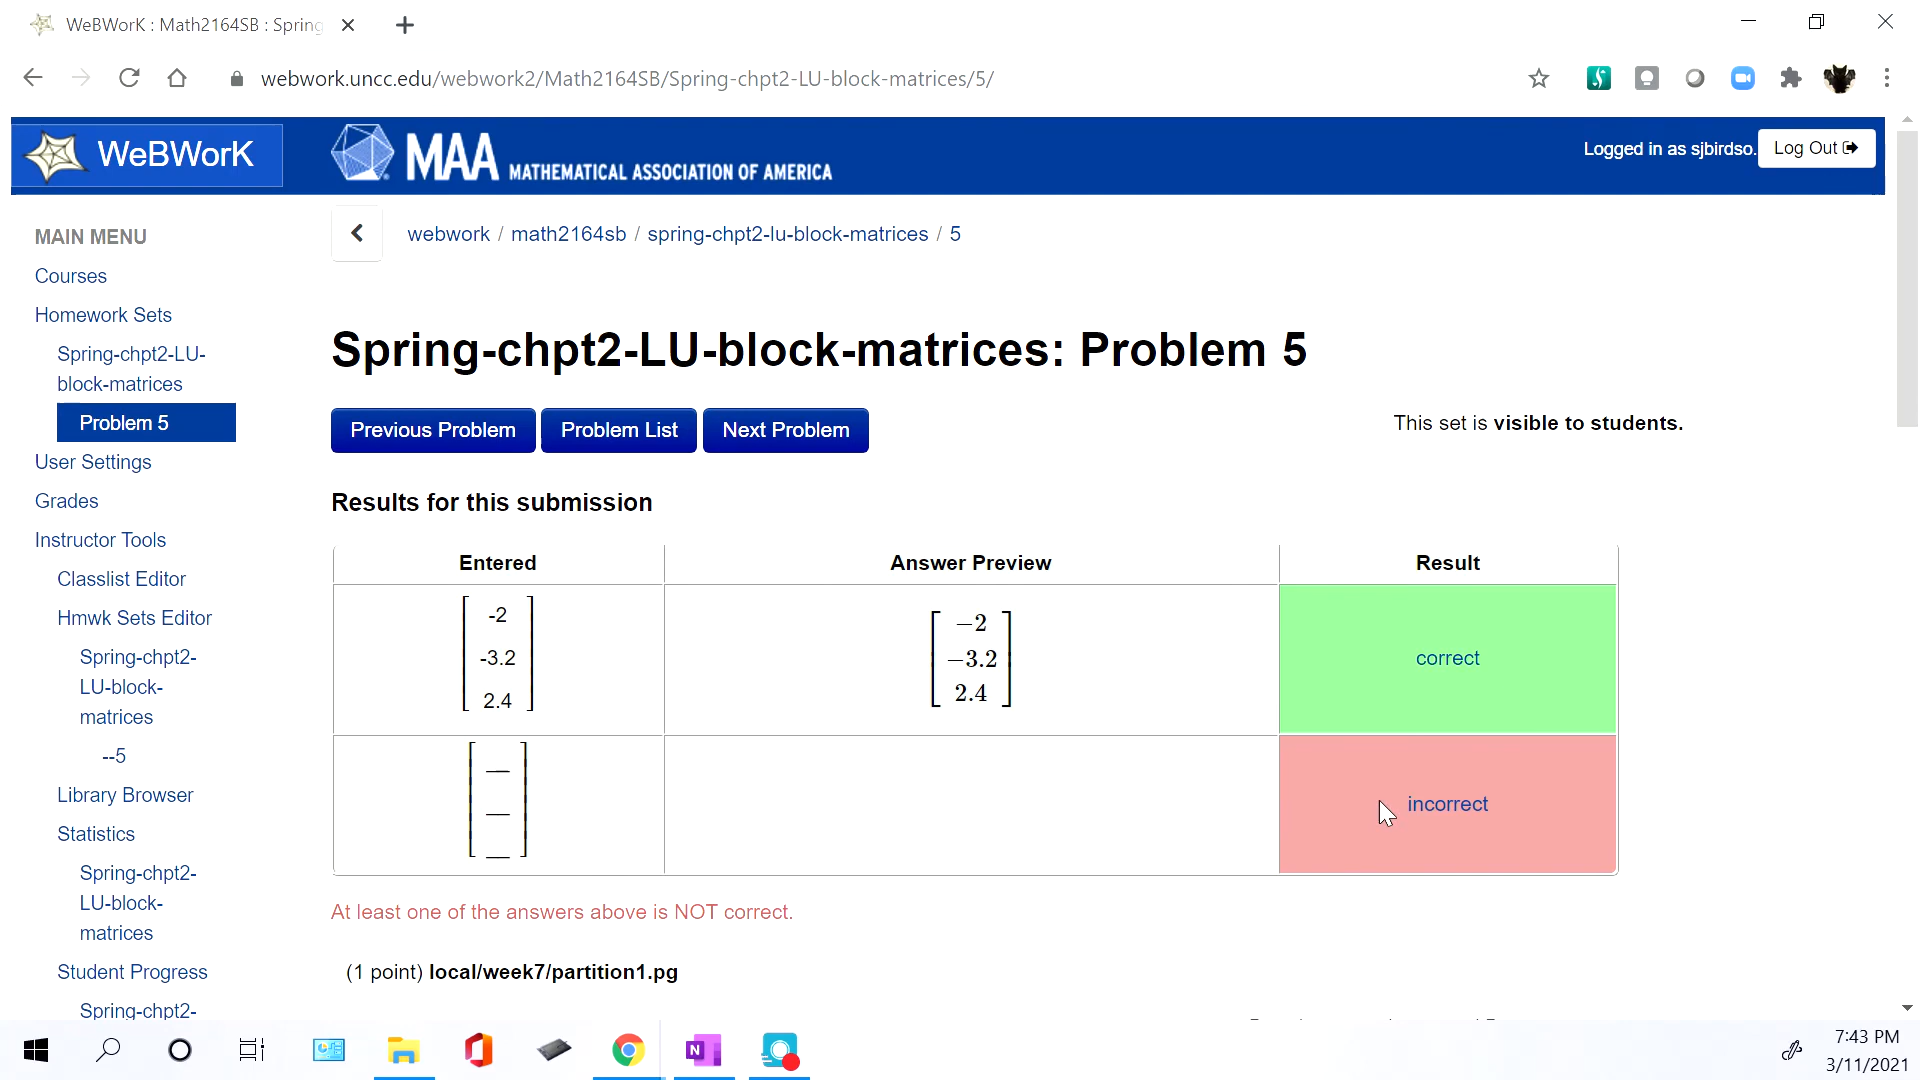 WeBWorK : Math2164SB : Spring
webwork.uncc.edu/webwork2/Math2164SB/Spring-chpt2-LU-block-matrices/5/
WeBWorK
MAA MATHEMATICAL ASSOCIATION OF AMERICA
Logged in as sjbirdso.
Log Out
MAIN MENU
Courses
Homework Sets
Spring-chpt2-LU-
block-matrices
Problem 5
User Settings
Grades
Instructor Tools
Classlist Editor
Hmwk Sets Editor
Spring-chpt2-
LU-block-
matrices
--5
Library Browser
Statistics
Spring-chpt2-
LU-block-
matrices
Student Progress
Spring-chpt2-
webwork / math2164sb / spring-chpt2-lu-block-matrices / 5
Spring-chpt2-LU-block-matrices: Problem 5
Previous Problem
Problem List
Next Problem
This set is visible to students.
Results for this submission
Entered Answer Preview Result
-2
-3.2
2.4
−2
−3.2
2.4
correct
incorrect
At least one of the answers above is NOT correct.
(1 point) local/week7/partition1.pg
7:43 PM
3/11/2021